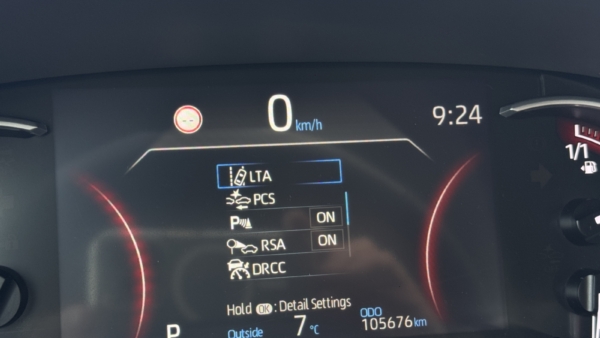 0 km/h
9:24
1/1
LTA
PCS
P ON
RSA ON
DRCC
Hold OK : Detail Settings
P
Outside 7 °C
ODO
105676 km